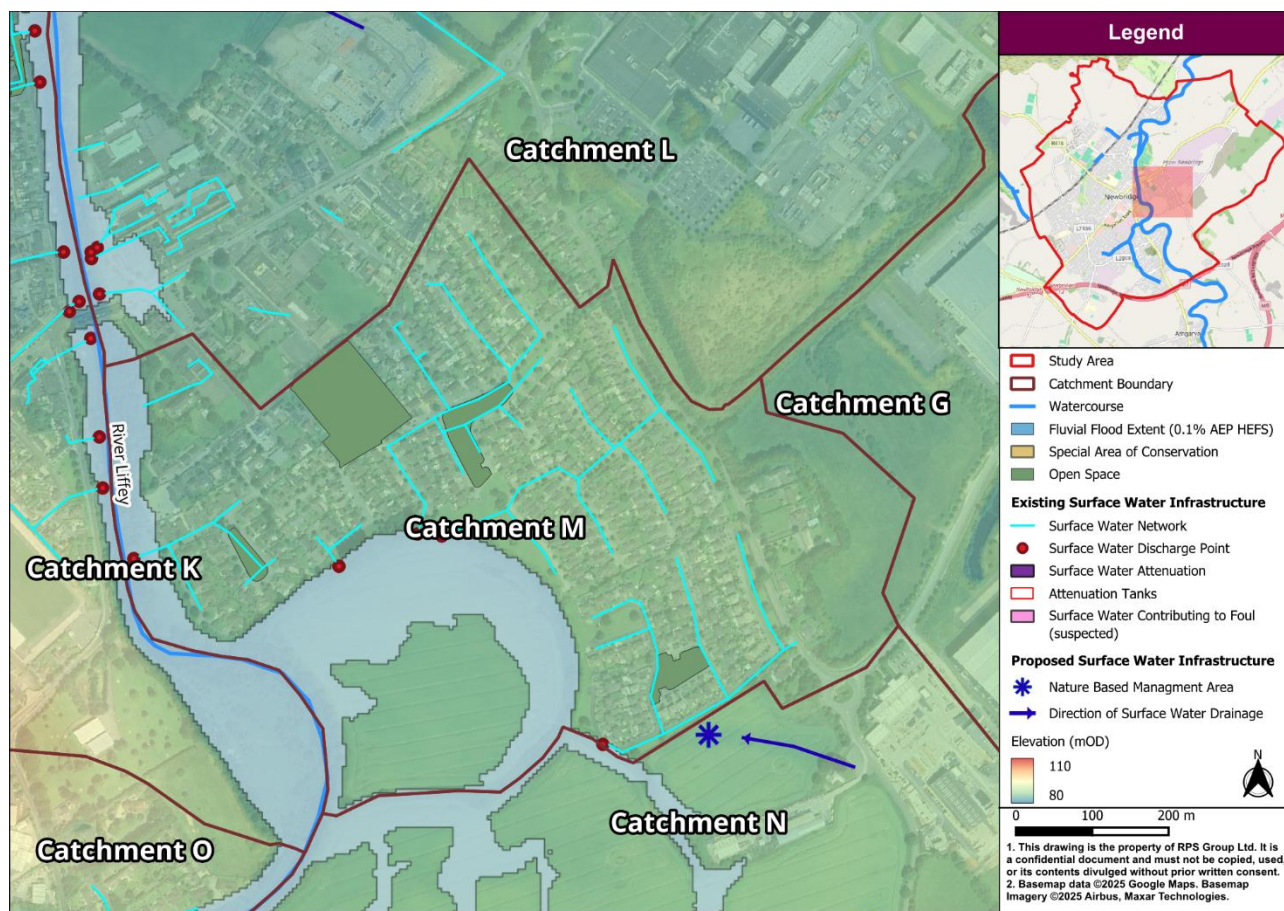 Catchment L
Catchment G
River Liffey
Catchment M
Catchment K
Catchment N
Catchment O
Legend
Newbridge
Study Area
Catchment Boundary
Watercourse
Fluvial Flood Extent (0.1% AEP HEFS)
Special Area of Conservation
Open Space
Existing Surface Water Infrastructure
Surface Water Network
Surface Water Discharge Point
Surface Water Attenuation
Attenuation Tanks
Surface Water Contributing to Foul
(suspected)
Proposed Surface Water Infrastructure
Nature Based Managment Area
Direction of Surface Water Drainage
Elevation (mOD)
110
80
N
0 100 200 m
1. This drawing is the property of RPS Group Ltd. It is
a confidential document and must not be copied, used,
or its contents divulged without prior written consent.
2. Basemap data ©2025 Google Maps. Basemap
Imagery ©2025 Airbus, Maxar Technologies.